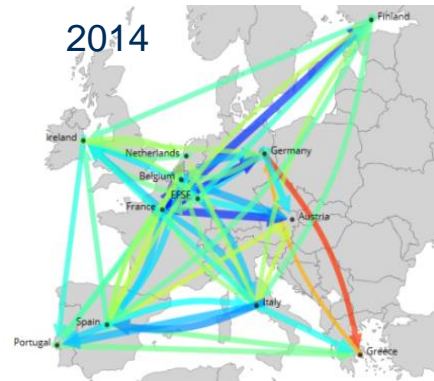 2014
Finland
Ireland
Netherlands
Germany
Belgium
EFSF
France
Austria
Italy
Spain
Portugal
Greece